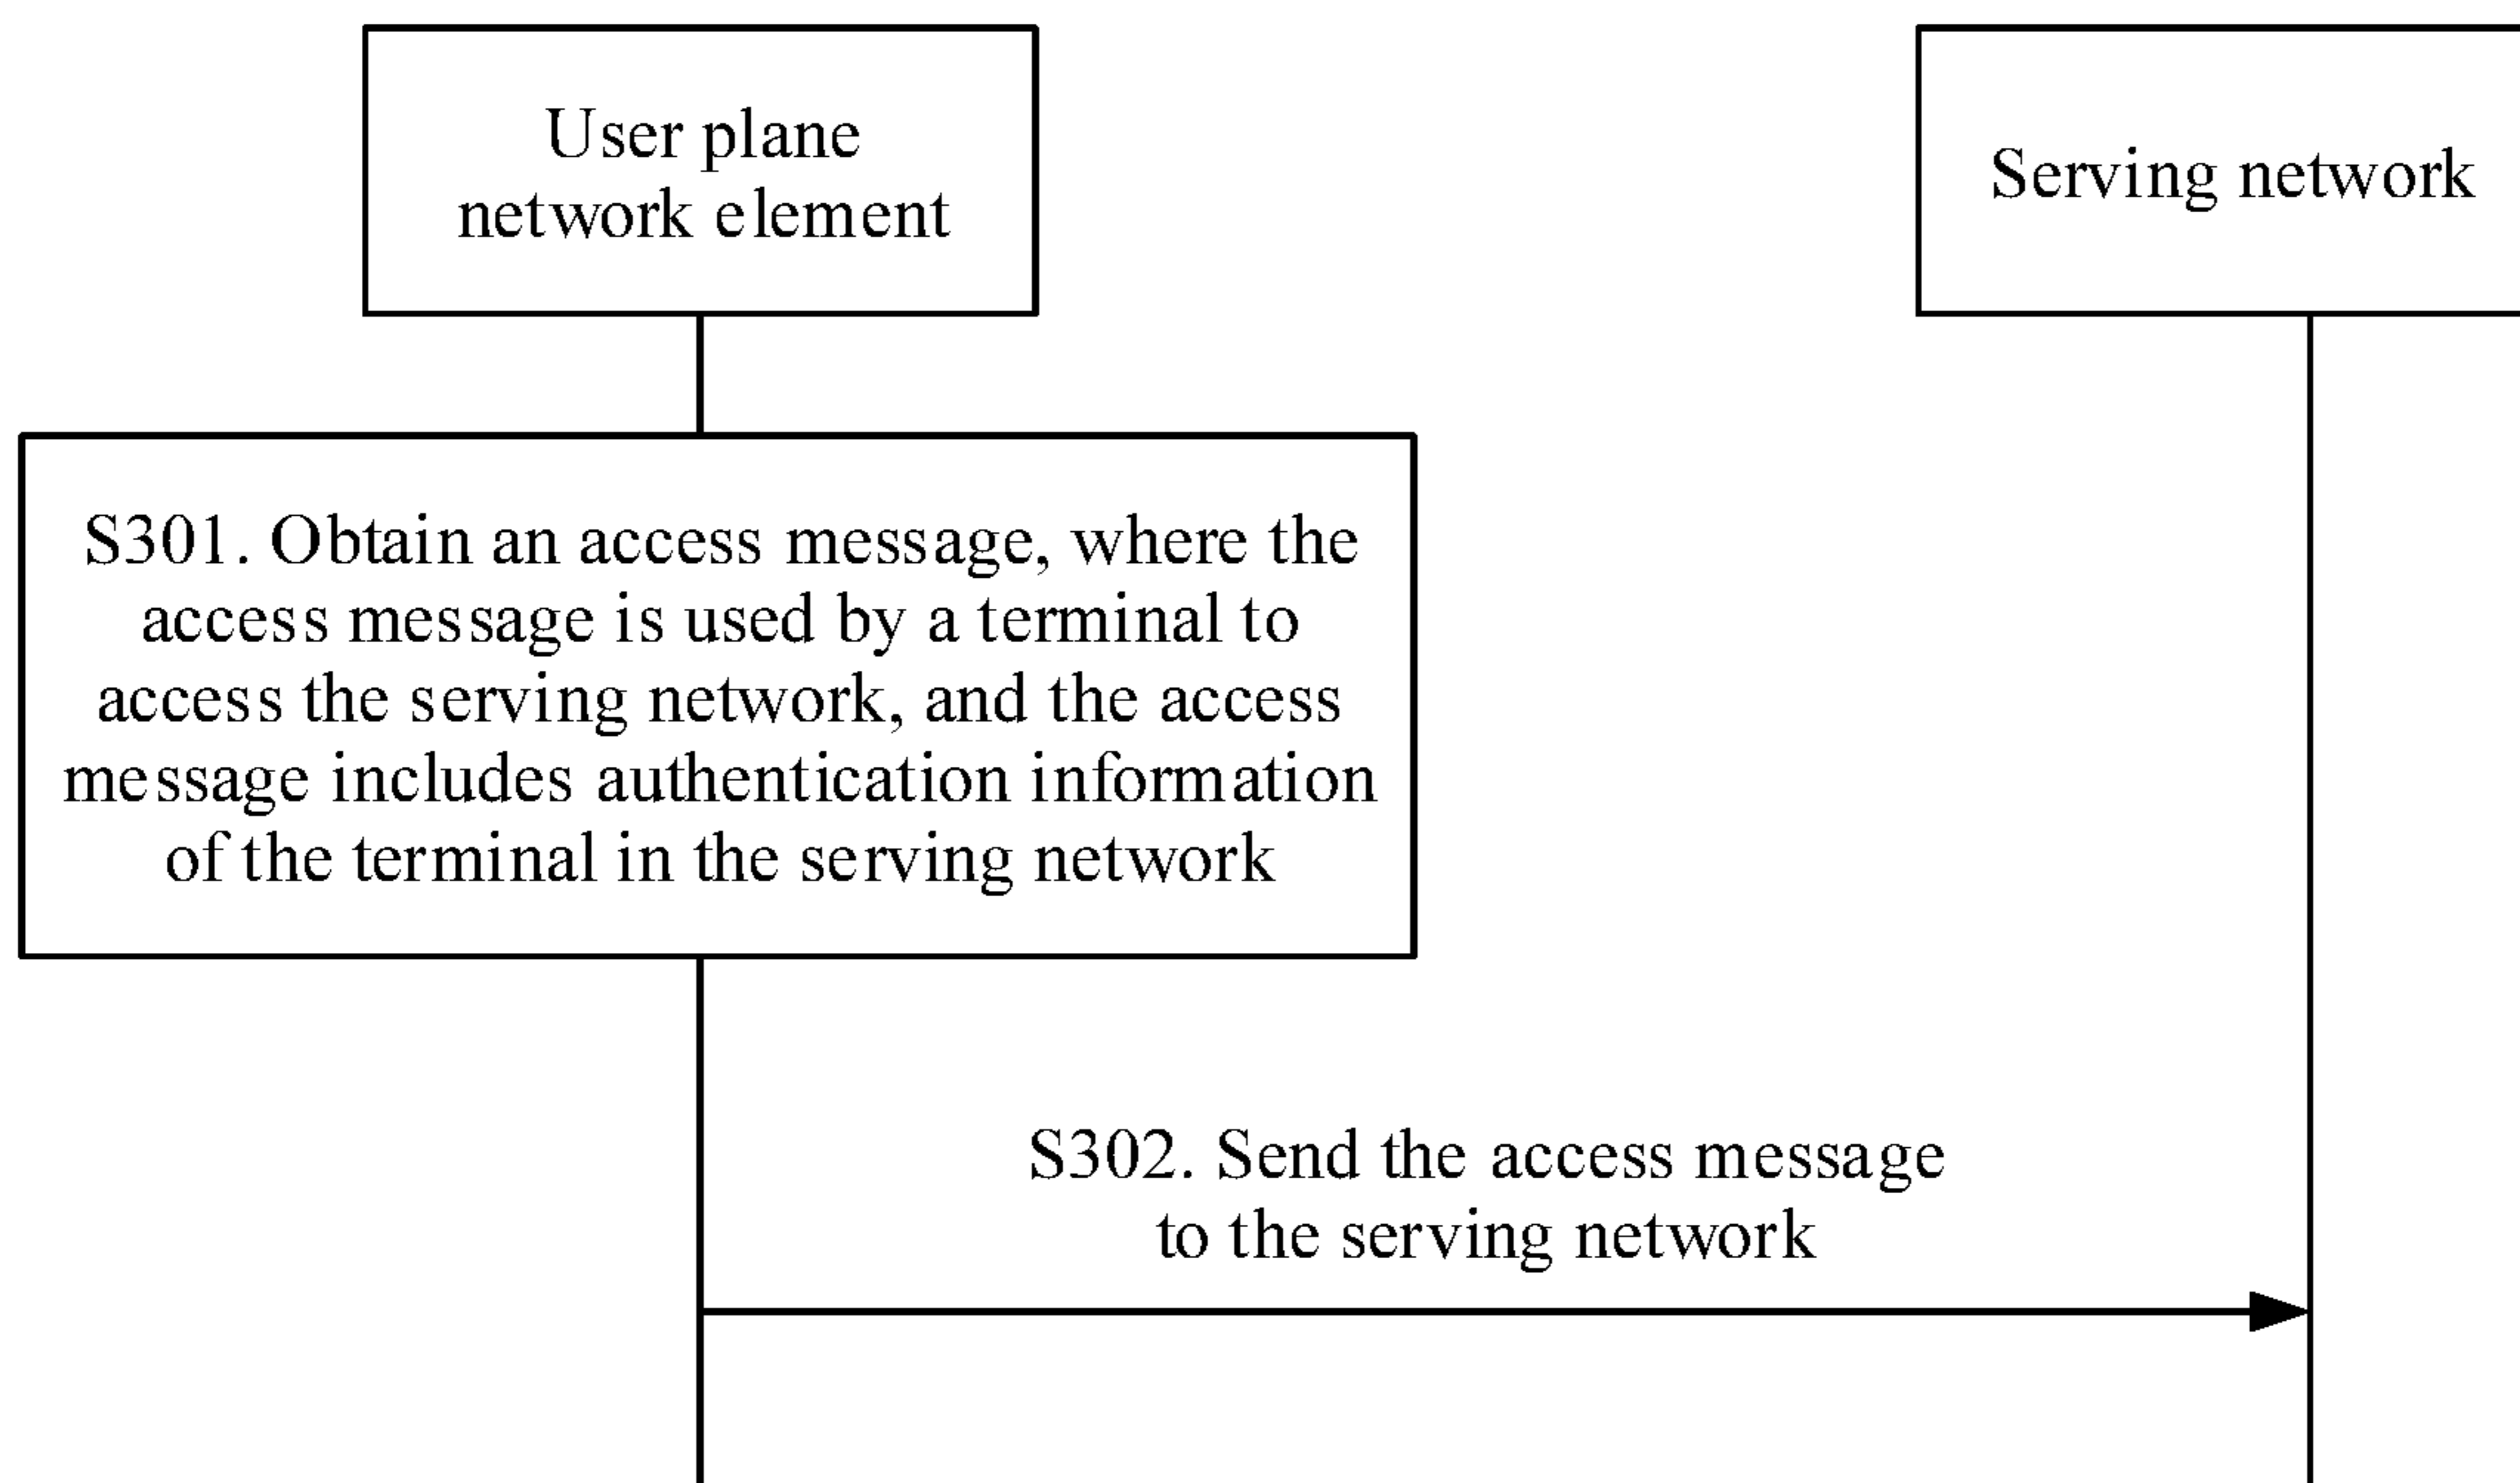 User plane
network element
Serving network
S301. Obtain an access message, where the
access message is used by a terminal to
access the serving network, and the access
message includes authentication information
of the terminal in the serving network
S302. Send the access message
to the serving network